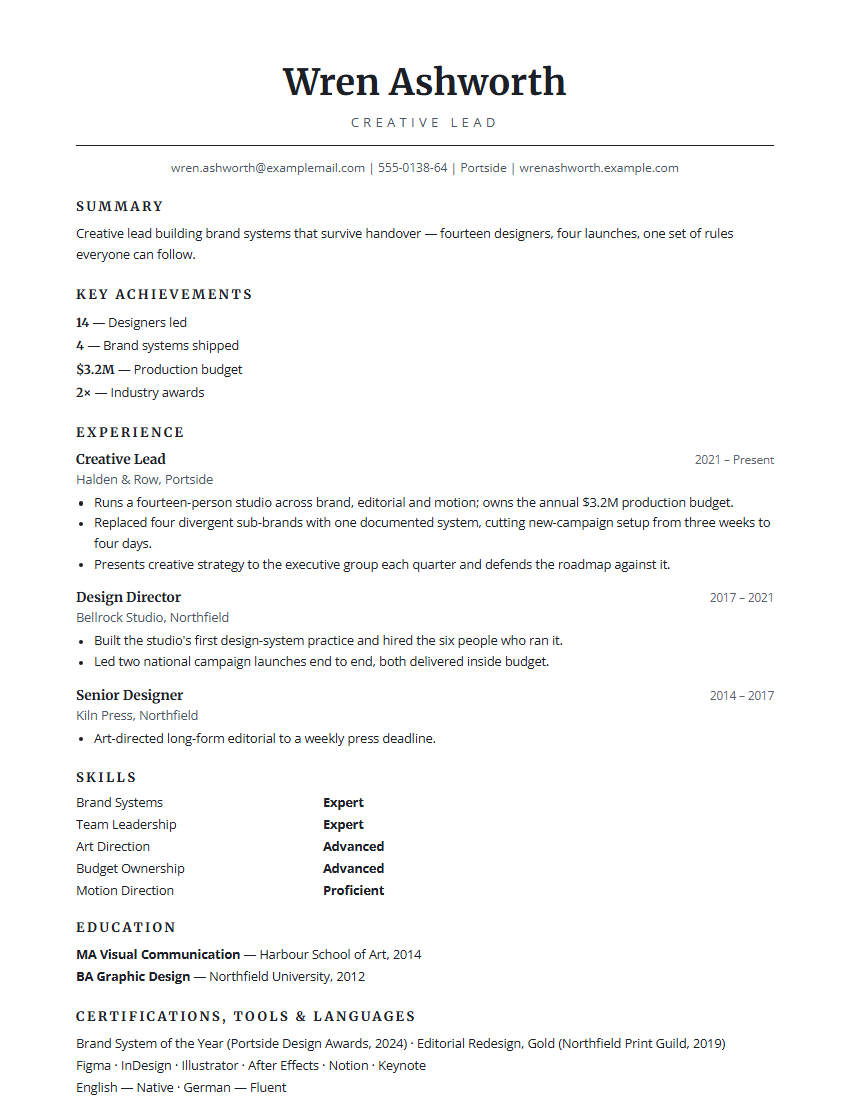 Wren Ashworth
CREATIVE LEAD
wren.ashworth@examplemail.com | 555-0138-64 | Portside | wrenashworth.example.com
SUMMARY
Creative lead building brand systems that survive handover — fourteen designers, four launches, one set of rules
everyone can follow.
KEY ACHIEVEMENTS
14 — Designers led
4 — Brand systems shipped
$3.2M — Production budget
2× — Industry awards
EXPERIENCE
Creative Lead 2021 – Present
Halden & Row, Portside
• Runs a fourteen-person studio across brand, editorial and motion; owns the annual $3.2M production budget.
• Replaced four divergent sub-brands with one documented system, cutting new-campaign setup from three weeks to
four days.
• Presents creative strategy to the executive group each quarter and defends the roadmap against it.
Design Director 2017 – 2021
Bellrock Studio, Northfield
• Built the studio's first design-system practice and hired the six people who ran it.
• Led two national campaign launches end to end, both delivered inside budget.
Senior Designer 2014 – 2017
Kiln Press, Northfield
• Art-directed long-form editorial to a weekly press deadline.
SKILLS
Brand Systems Expert
Team Leadership Expert
Art Direction Advanced
Budget Ownership Advanced
Motion Direction Proficient
EDUCATION
MA Visual Communication — Harbour School of Art, 2014
BA Graphic Design — Northfield University, 2012
CERTIFICATIONS, TOOLS & LANGUAGES
Brand System of the Year (Portside Design Awards, 2024) · Editorial Redesign, Gold (Northfield Print Guild, 2019)
Figma · InDesign · Illustrator · After Effects · Notion · Keynote
English — Native · German — Fluent